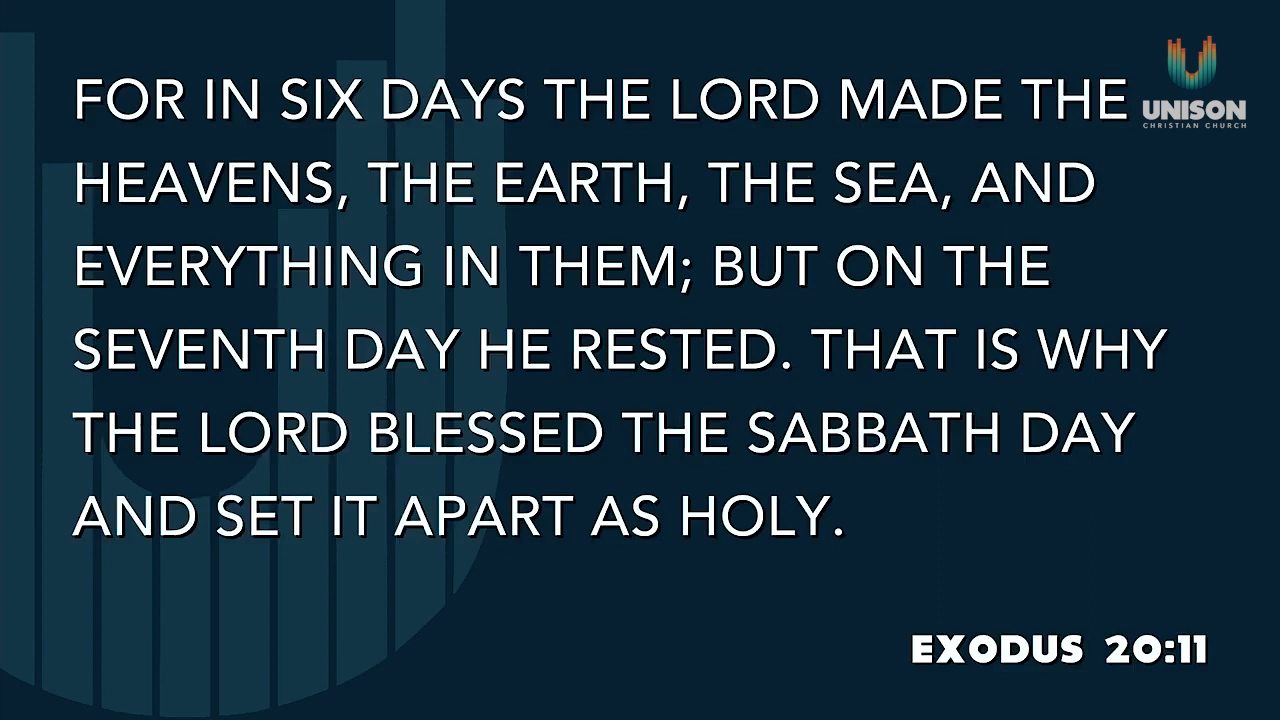 FOR IN SIX DAYS THE LORD MADE THE
HEAVENS, THE EARTH, THE SEA, AND
EVERYTHING IN THEM; BUT ON THE
SEVENTH DAY HE RESTED. THAT IS WHY
THE LORD BLESSED THE SABBATH DAY
AND SET IT APART AS HOLY.
EXODUS 20:11
UNISON
CHRISTIAN CHURCH